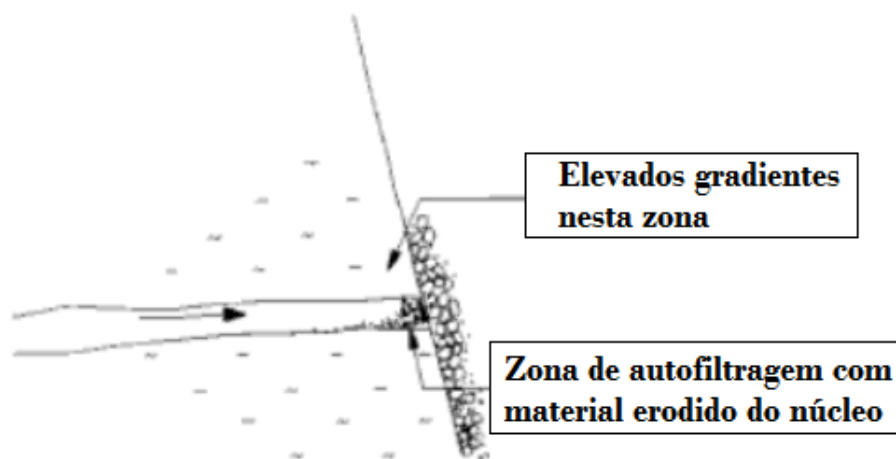 Elevados gradientes
nesta zona
Zona de autofiltragem com
material erodido do núcleo